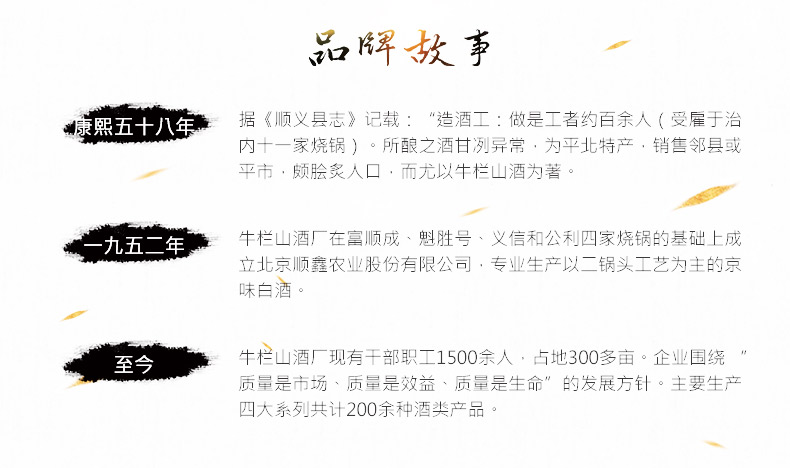 品牌故事
康熙五十八年
据《顺义县志》记载：“造酒工：做是工者约百余人（受雇于治
内十一家烧锅）。所酿之酒甘冽异常，为平北特产，销售邻县或
平市，颇脍炙人口，而尤以牛栏山酒为著。
一九五二年
牛栏山酒厂在富顺成、魁胜号、义信和公利四家烧锅的基础上成
立北京顺鑫农业股份有限公司，专业生产以二锅头工艺为主的京
味白酒。
至今
牛栏山酒厂现有干部职工1500余人，占地300多亩。企业围绕 “
质量是市场、质量是效益、质量是生命”的发展方针。主要生产
四大系列共计200余种酒类产品。